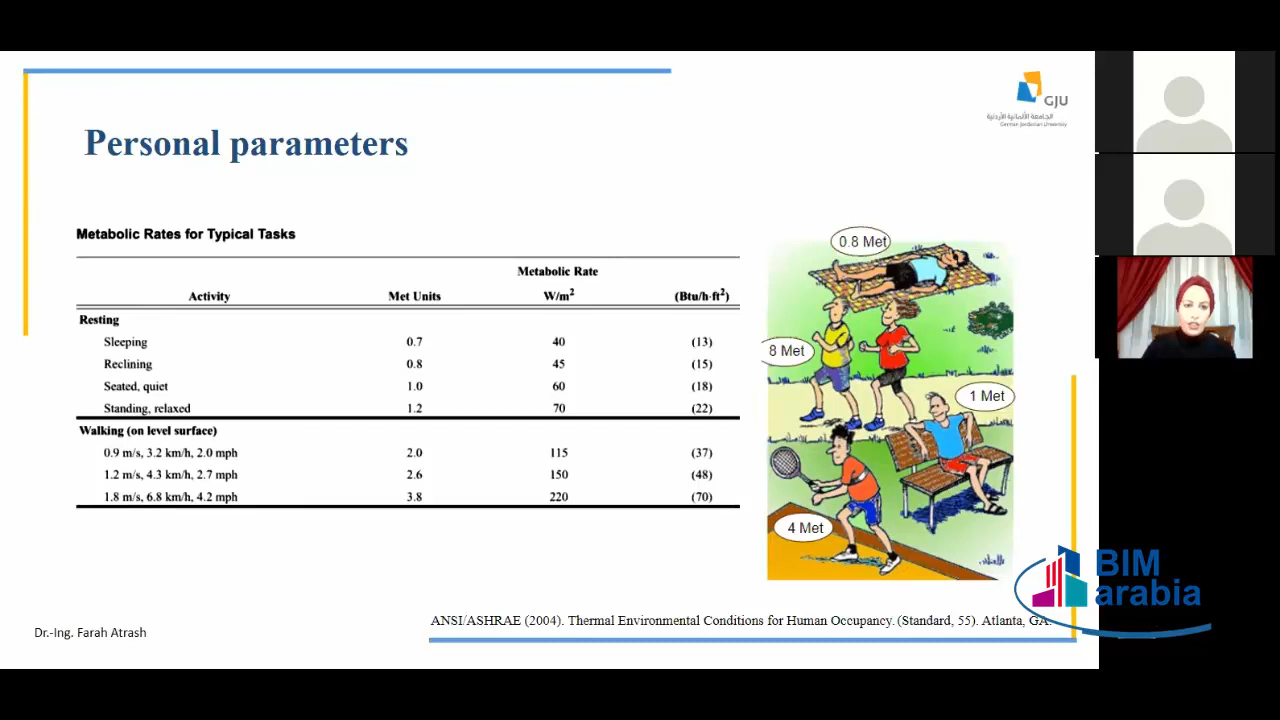 GJU
الجامعة الألمانية الأردنية
German Jordanian University
Personal parameters
Metabolic Rates for Typical Tasks
Metabolic Rate
Activity Met Units W/m² (Btu/h·ft²)
Resting
Sleeping 0.7 40 (13)
Reclining 0.8 45 (15)
Seated, quiet 1.0 60 (18)
Standing, relaxed 1.2 70 (22)
Walking (on level surface)
0.9 m/s, 3.2 km/h, 2.0 mph 2.0 115 (37)
1.2 m/s, 4.3 km/h, 2.7 mph 2.6 150 (48)
1.8 m/s, 6.8 km/h, 4.2 mph 3.8 220 (70)
0.8 Met
8 Met
1 Met
4 Met
BIM
arabia
ANSI/ASHRAE (2004). Thermal Environmental Conditions for Human Occupancy. (Standard, 55). Atlanta, GA.
Dr.-Ing. Farah Atrash